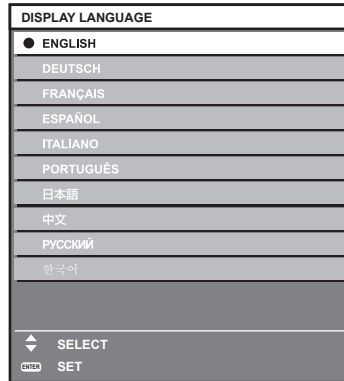 DISPLAY LANGUAGE
ENGLISH
DEUTSCH
FRANÇAIS
ESPAÑOL
ITALIANO
PORTUGUÊS
日本語
中文
РУССКИЙ
한국어
SELECT
ENTER SET